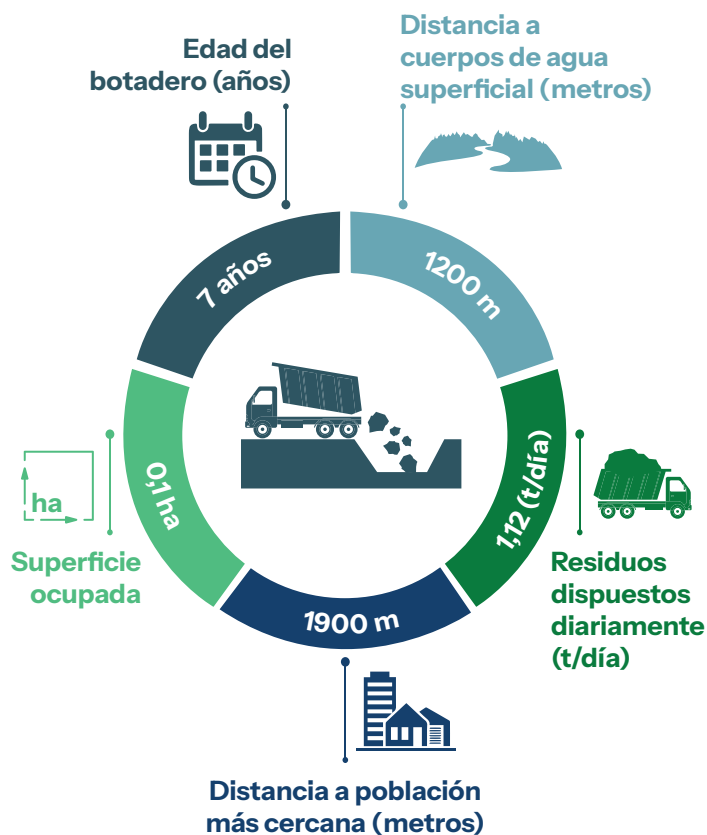 Edad del
botadero (años)
Distancia a
cuerpos de agua
superficial (metros)
7 años
1200 m
0,1 ha
1,12 (t/día)
1900 m
ha
Superficie
ocupada
Residuos
dispuestos
diariamente
(t/día)
Distancia a población
más cercana (metros)